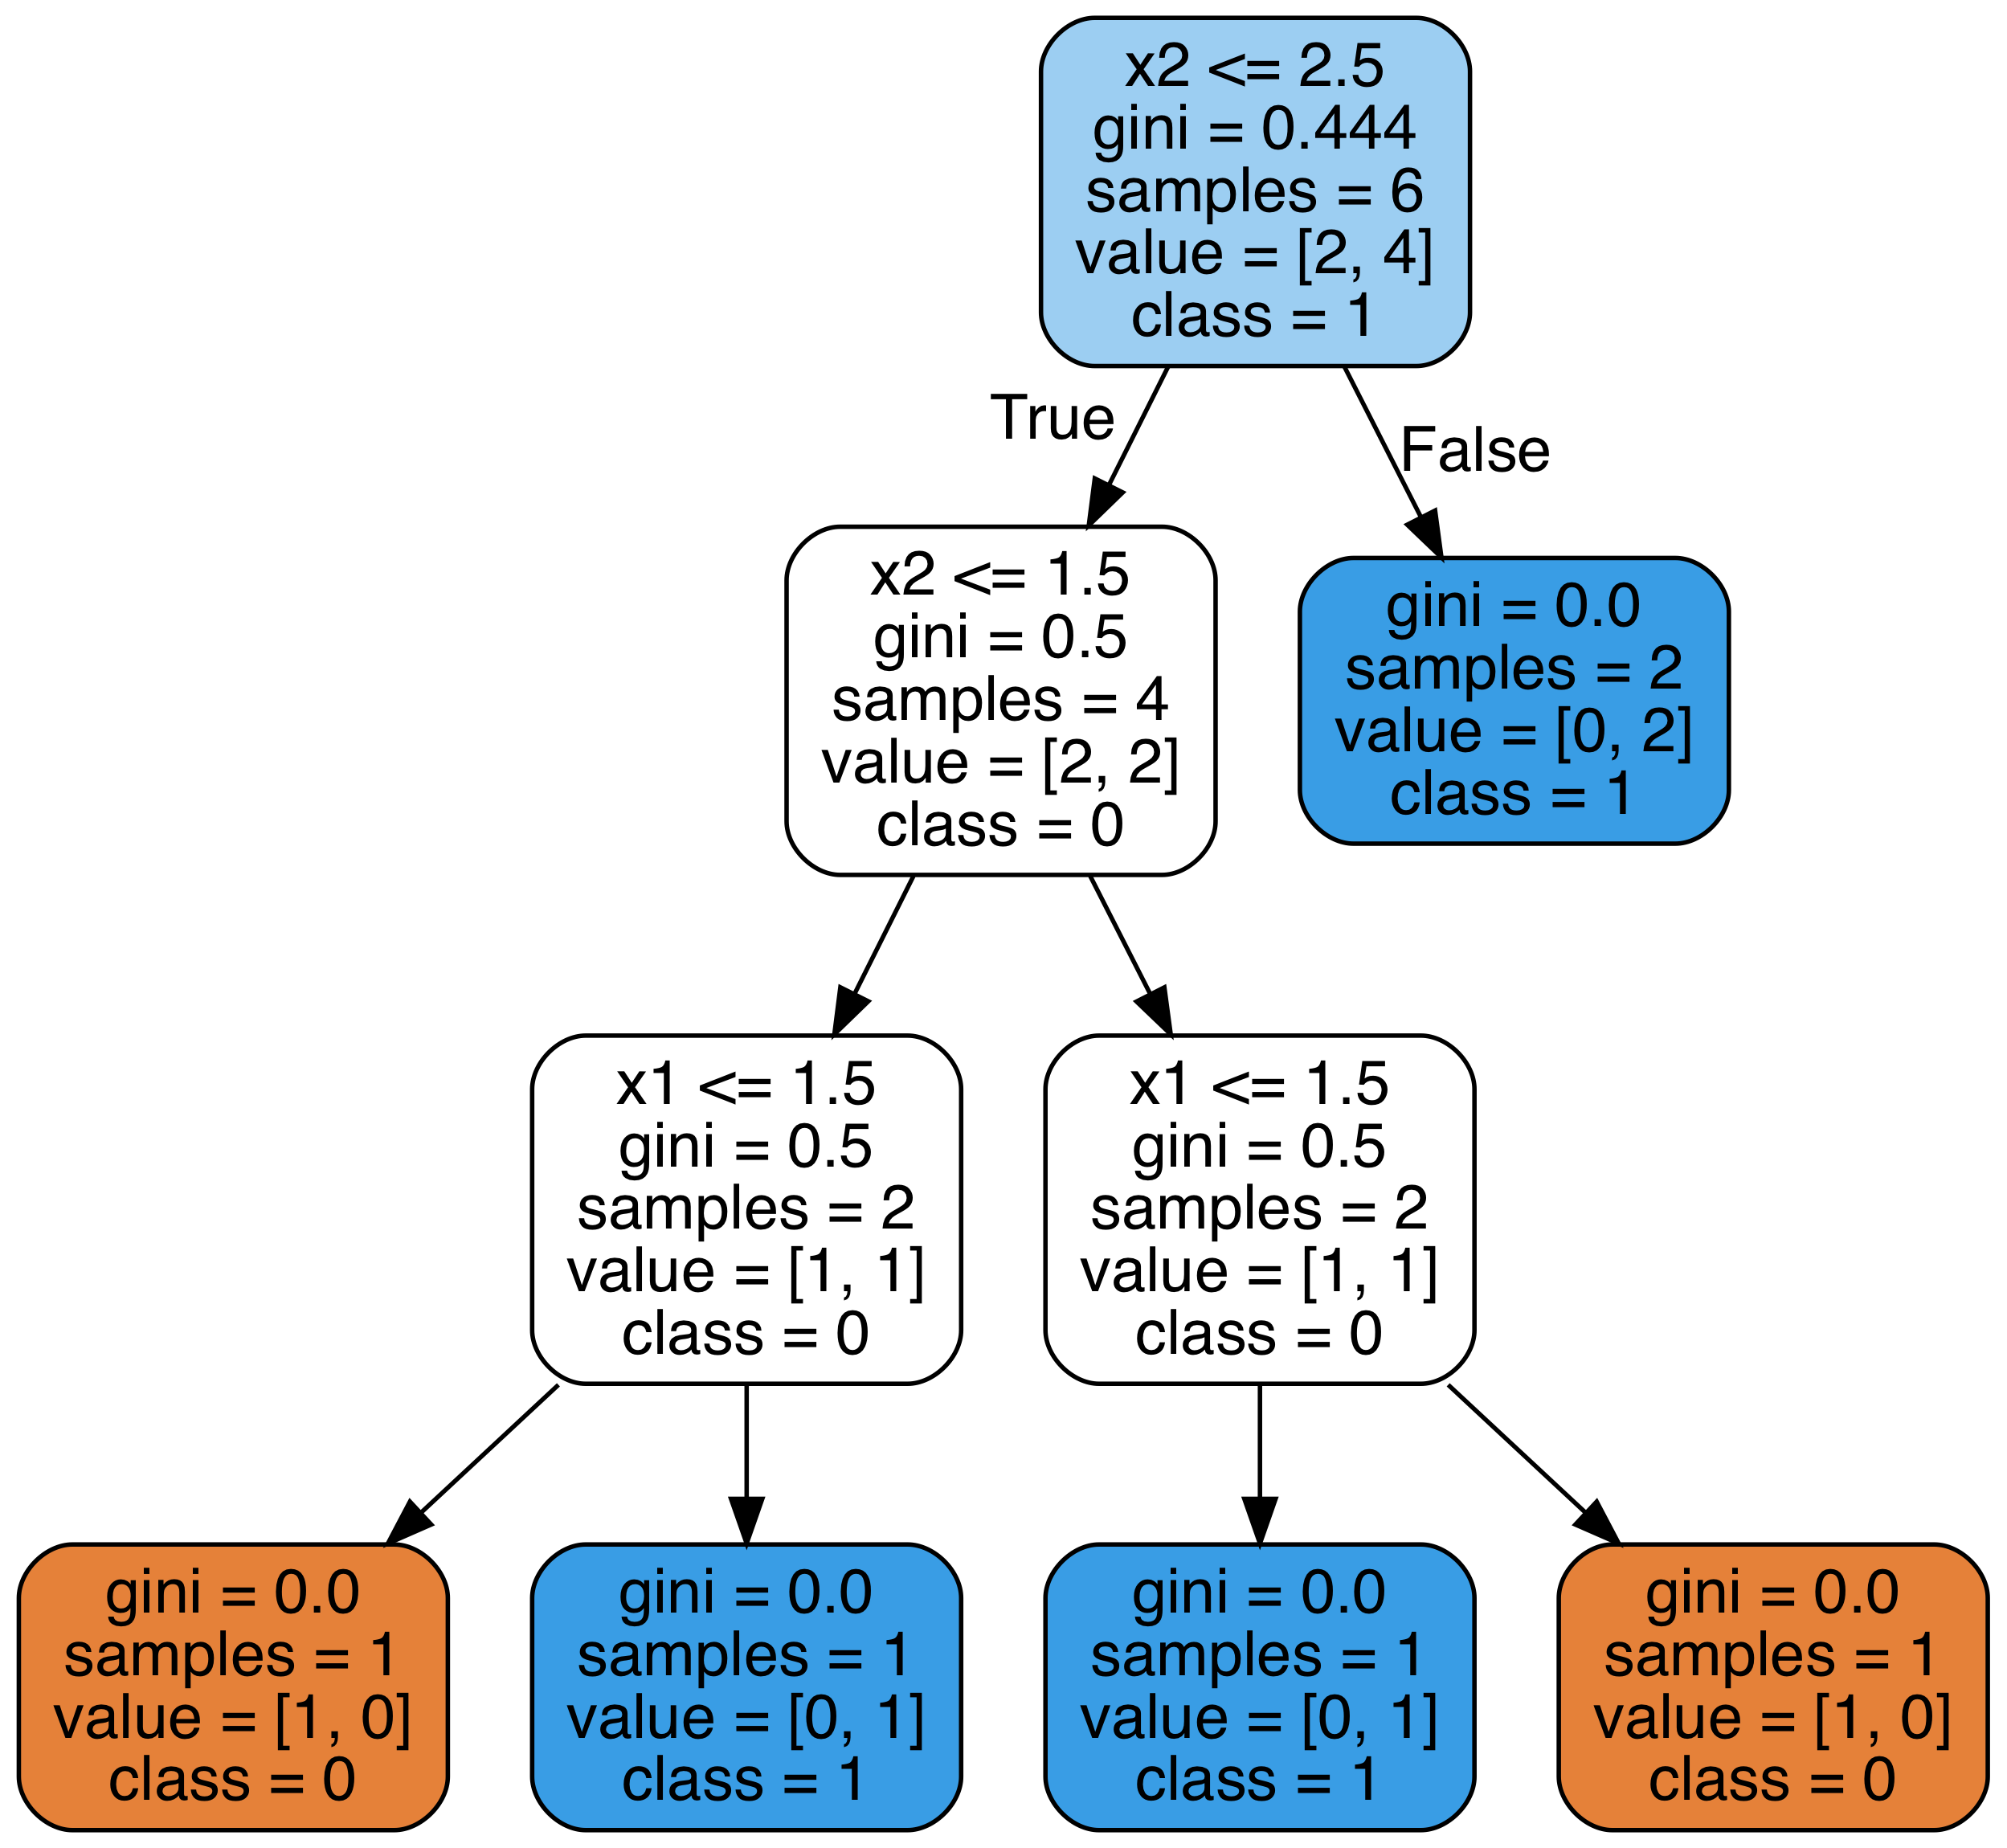 x2 <= 2.5
gini = 0.444
samples = 6
value = [2, 4]
class = 1
True
False
x2 <= 1.5
gini = 0.5
samples = 4
value = [2, 2]
class = 0
gini = 0.0
samples = 2
value = [0, 2]
class = 1
x1 <= 1.5
gini = 0.5
samples = 2
value = [1, 1]
class = 0
x1 <= 1.5
gini = 0.5
samples = 2
value = [1, 1]
class = 0
gini = 0.0
samples = 1
value = [1, 0]
class = 0
gini = 0.0
samples = 1
value = [0, 1]
class = 1
gini = 0.0
samples = 1
value = [0, 1]
class = 1
gini = 0.0
samples = 1
value = [1, 0]
class = 0